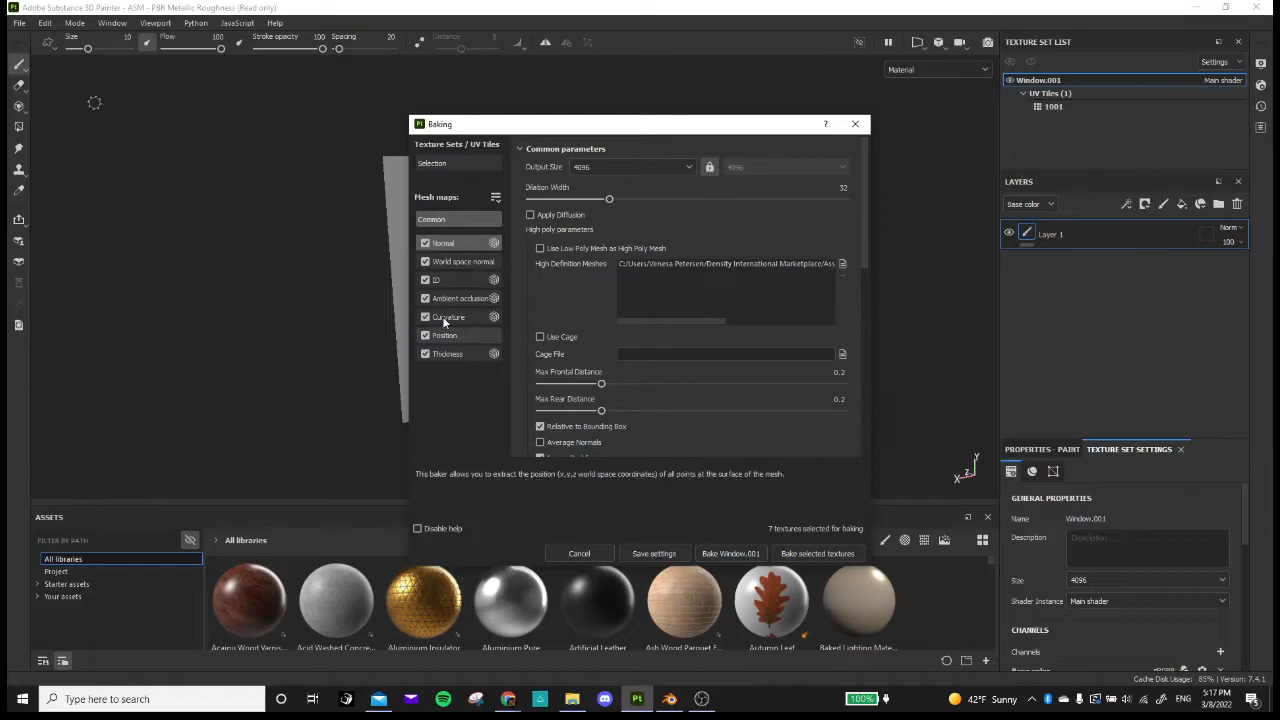 Adobe Substance 3D Painter - ASM - PBR Metallic Roughness (Read only)
File Edit Mode Window Viewport Python JavaScript Help
Size 10 Flow 100 Stroke opacity 100 Spacing 20 Distance 8
Material
TEXTURE SET LIST
Settings
Window.001 Main shader
UV Tiles (1)
1001
Baking
Texture Sets / UV Tiles
Selection
Mesh maps:
Common
Normal
World space normal
ID
Ambient occlusion
Curvature
Position
Thickness
Common parameters
Output Size 4096 4096
Dilation Width 32
Apply Diffusion
High poly parameters
Use Low Poly Mesh as High Poly Mesh
High Definition Meshes C:/Users/Venesa Petersen/Density International Marketplace/Ass
Use Cage
Cage File
Max Frontal Distance 0.2
Max Rear Distance 0.2
Relative to Bounding Box
Average Normals
This baker allows you to extract the position (x,y,z world space coordinates) of all points at the surface of the mesh.
Disable help 7 textures selected for baking
Cancel Save settings Bake Window.001 Bake selected textures
LAYERS
Base color
Layer 1 Norm
100
Y
Z
X
PROPERTIES - PAINT TEXTURE SET SETTINGS
GENERAL PROPERTIES
Name Window.001
Description Description...
Size 4096
Shader Instance Main shader
CHANNELS
Channels
ASSETS
FILTER BY PATH
All libraries
All libraries
Project
Starter assets
Your assets
Acajou Wood Varnis... Acid Washed Concre... Aluminium Insulator Aluminium Pure Artificial Leather Ash Wood Parquet F... Autumn Leaf Baked Lighting Mate...
Cache Disk Usage: 85% | Version: 7.4.1
Type here to search
Pt
100%
42°F Sunny
ENG
5:17 PM
3/8/2022